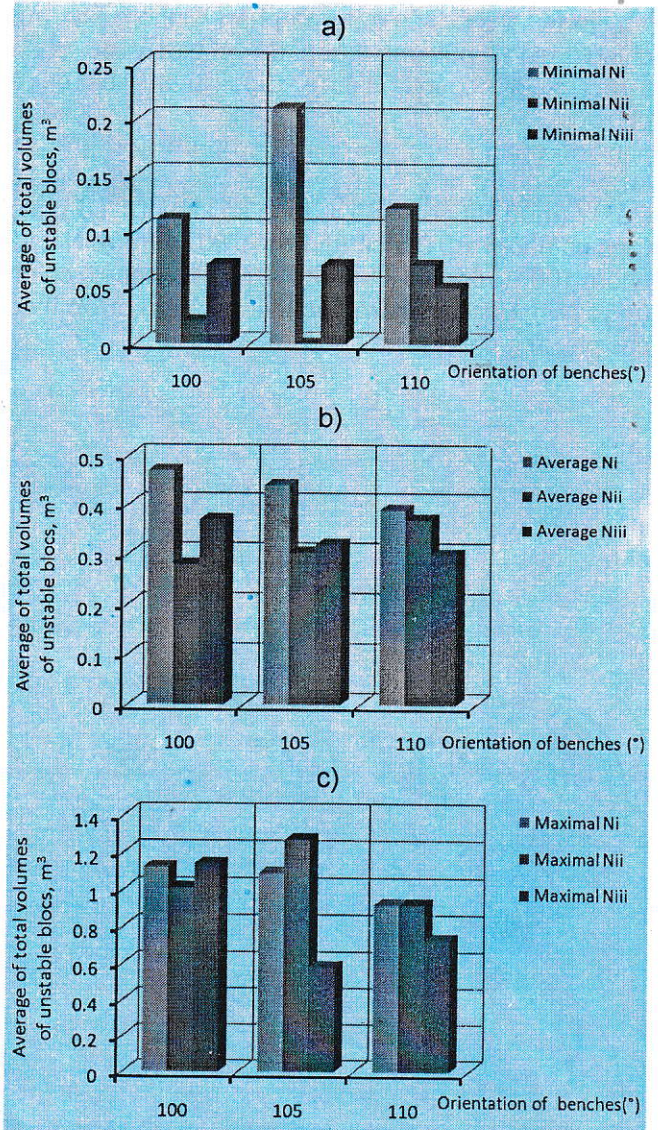 a)
Average of total volumes
of unstable blocs, m³
0.25
0.2
0.15
0.1
0.05
0
100
105
110
Orientation of benches(°)
Minimal Ni
Minimal Nii
Minimal Niii
b)
Average of total volumes
of unstable blocs, m³
0.5
0.4
0.3
0.2
0.1
0
100
105
110
Orientation of benches (°)
Average Ni
Average Nii
Average Niii
c)
Average of total volumes
of unstable blocs, m³
1.4
1.2
1
0.8
0.6
0.4
0.2
0
100
105
110
Orientation of benches(°)
Maximal Ni
Maximal Nii
Maximal Niii